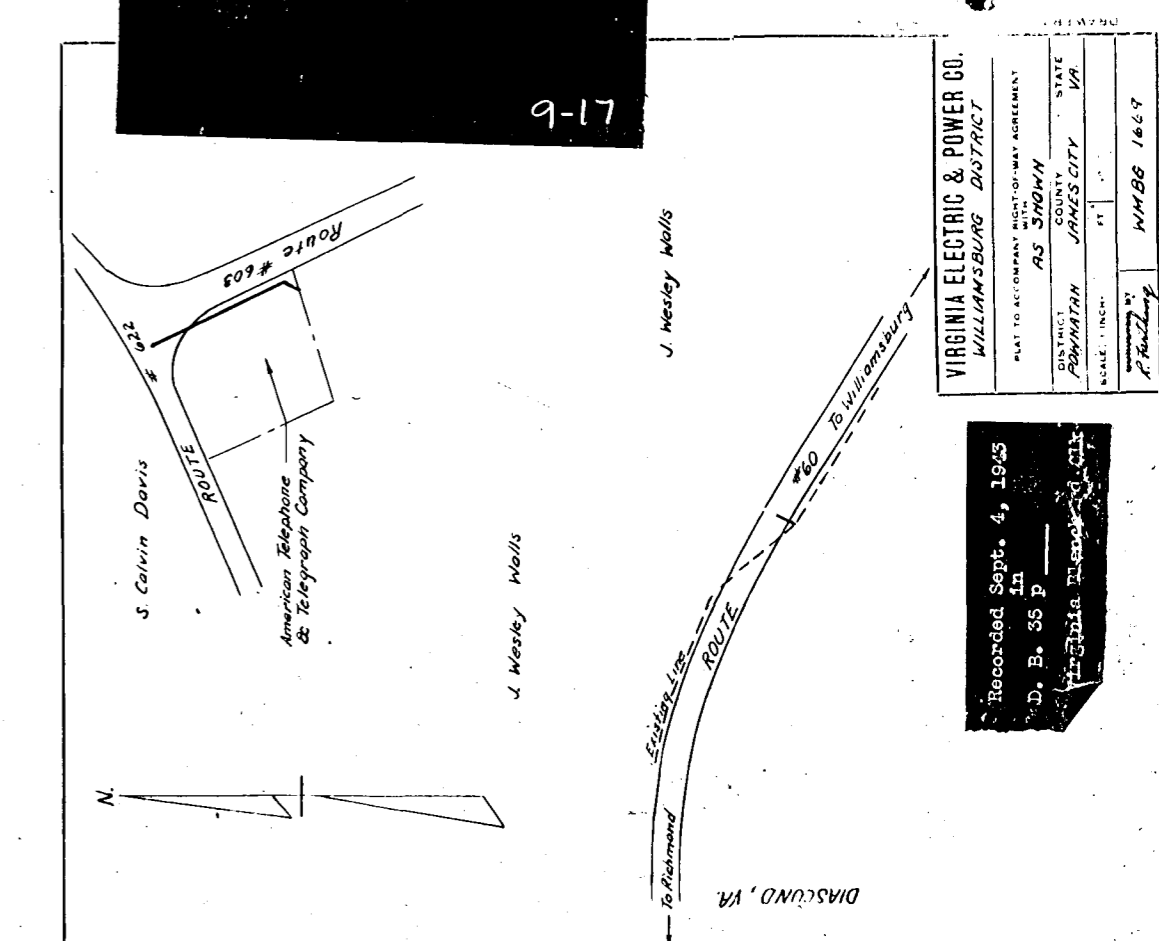 9-17
Route # 603
# 622
ROUTE
S. Calvin Davis
American Telephone
& Telegraph Company
J. Wesley Walls
J. Wesley Walls
#60 To Williamsburg
ROUTE
Existing Line
To Richmond
DIASCOND, VA.
N.
VIRGINIA ELECTRIC & POWER CO.
WILLIAMSBURG DISTRICT
PLAT TO ACCOMPANY RIGHT-OF-WAY AGREEMENT
WITH
AS SHOWN
DISTRICT COUNTY STATE
POWHATAN JAMES CITY VA.
SCALE: 1 INCH= FT.
BY WMBG 1669
Recorded Sept. 4, 1945
in
D. B. 35 p